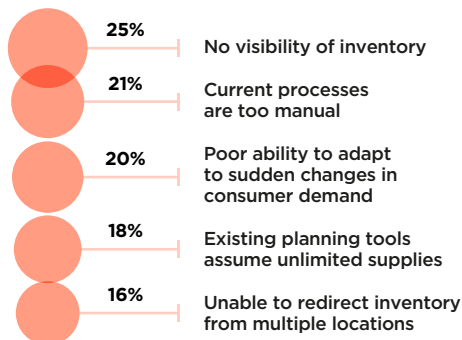 25%
No visibility of inventory
21%
Current processes
are too manual
20%
Poor ability to adapt
to sudden changes in
consumer demand
18%
Existing planning tools
assume unlimited supplies
16%
Unable to redirect inventory
from multiple locations